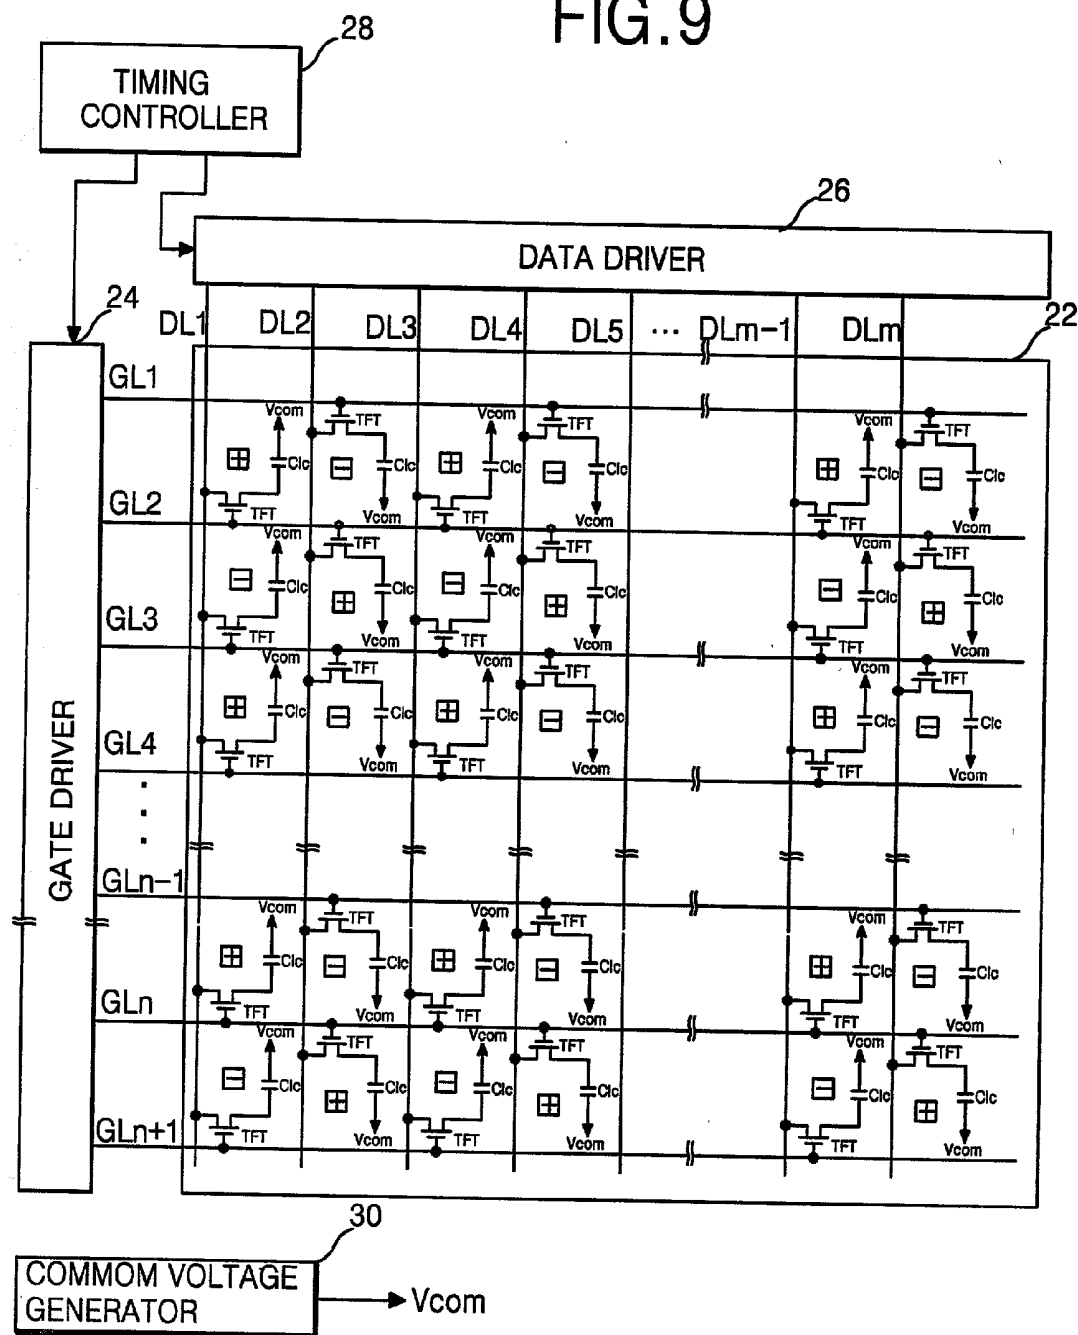 FIG.9
28
TIMING
CONTROLLER
26
DATA DRIVER
24
DL1 DL2 DL3 DL4 DL5 ... DLm-1 DLm
22
GL1
Vcom TFT Vcom TFT Vcom TFT
⊞ Clc ⊟ Clc ⊞ Clc ⊟ Clc ⊞ Clc ⊟ Clc
GL2 TFT Vcom TFT Vcom TFT Vcom
Vcom TFT Vcom TFT Vcom TFT
⊟ Clc ⊞ Clc ⊟ Clc ⊞ Clc ⊟ Clc ⊞ Clc
GL3 TFT Vcom TFT Vcom TFT Vcom
Vcom TFT Vcom TFT Vcom TFT
⊞ Clc ⊟ Clc ⊞ Clc ⊟ Clc ⊞ Clc ⊟ Clc
GL4 TFT Vcom TFT Vcom TFT Vcom
GATE DRIVER
GLn-1
Vcom TFT Vcom TFT Vcom TFT
⊞ Clc ⊟ Clc ⊞ Clc ⊟ Clc ⊞ Clc ⊟ Clc
GLn TFT Vcom TFT Vcom TFT Vcom
Vcom TFT Vcom TFT Vcom TFT
⊟ Clc ⊞ Clc ⊟ Clc ⊞ Clc ⊟ Clc ⊞ Clc
GLn+1 TFT Vcom TFT Vcom TFT Vcom
30
COMMOM VOLTAGE
GENERATOR
Vcom